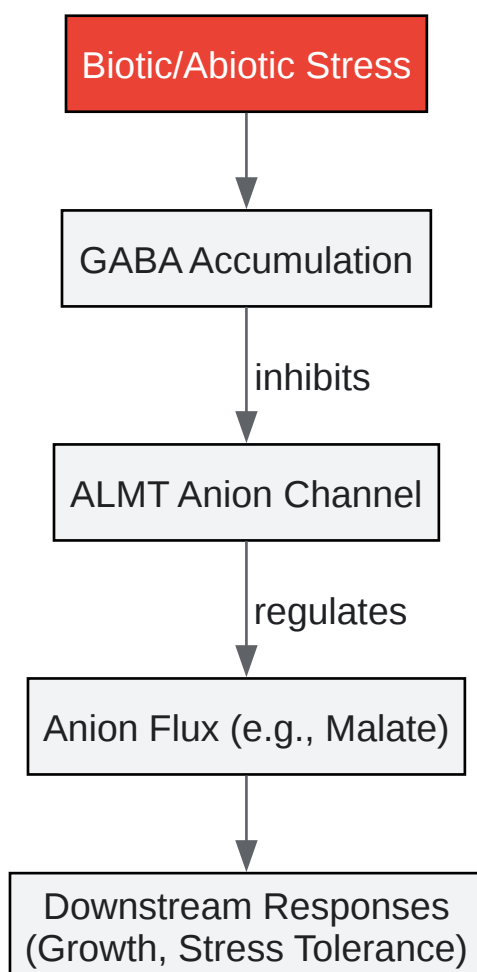 Biotic/Abiotic Stress
GABA Accumulation
inhibits
ALMT Anion Channel
regulates
Anion Flux (e.g., Malate)
Downstream Responses
(Growth, Stress Tolerance)